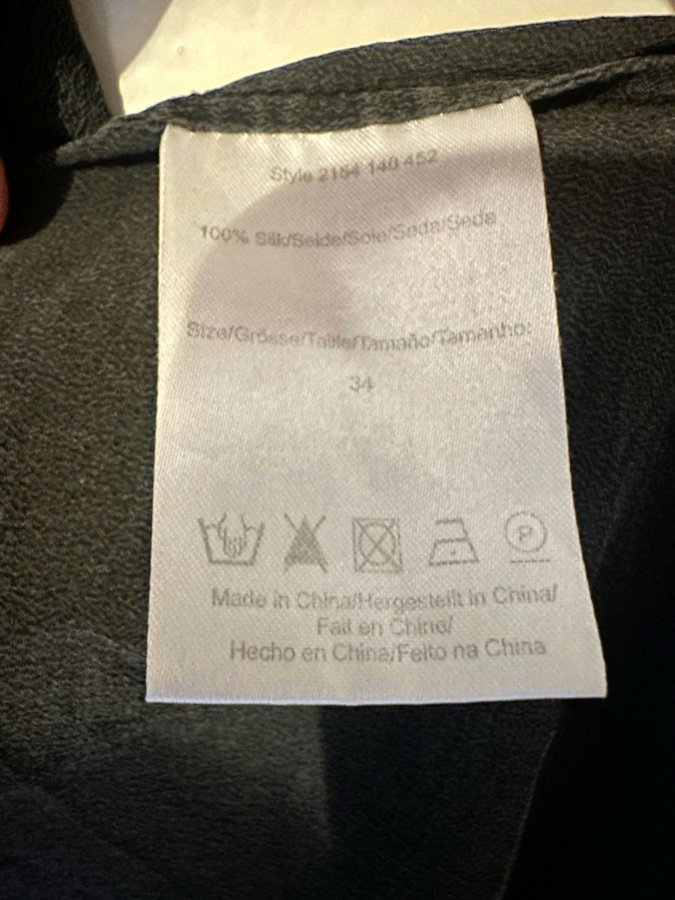 Style 2154 140 452
100% Silk/Seide/Soie/Seda/Seda
Size/Grösse/Taille/Tamaño/Tamanho:
34
P
Made in China/Hergestellt in China/
Fait en Chine/
Hecho en China/Feito na China